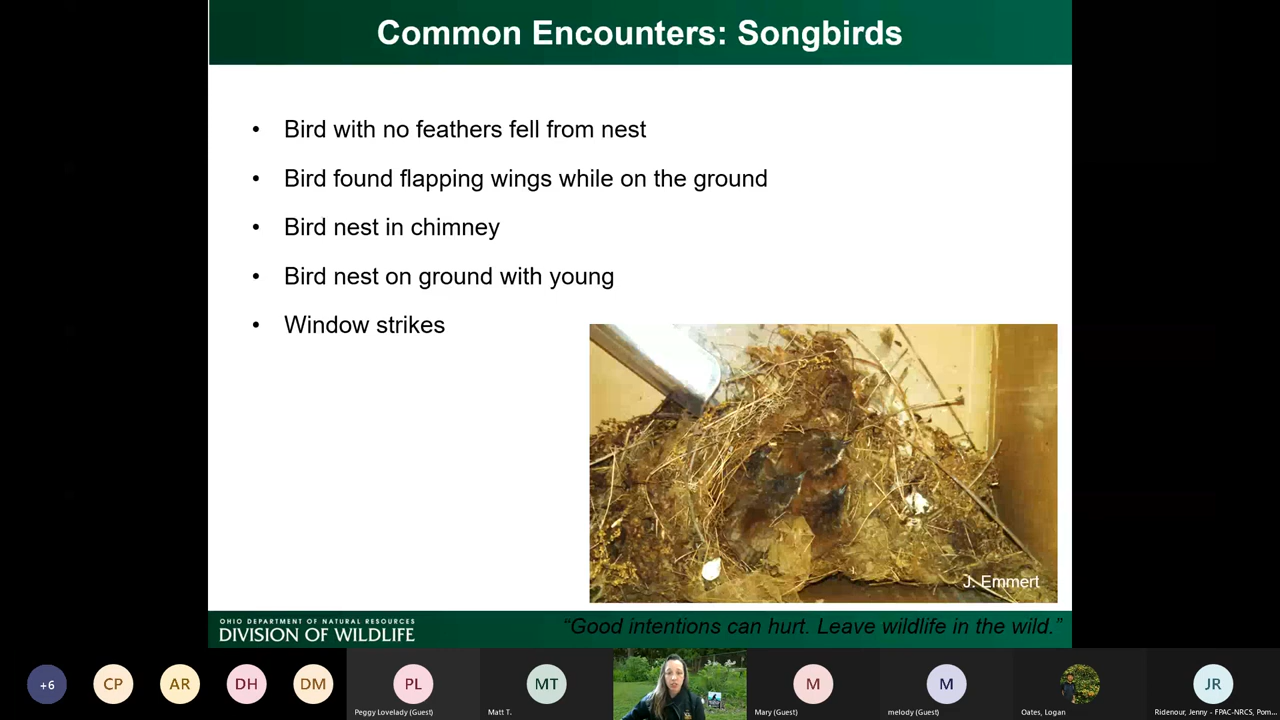 Common Encounters: Songbirds
• Bird with no feathers fell from nest
• Bird found flapping wings while on the ground
• Bird nest in chimney
• Bird nest on ground with young
• Window strikes
J. Emmert
OHIO DEPARTMENT OF NATURAL RESOURCES
DIVISION OF WILDLIFE
“Good intentions can hurt. Leave wildlife in the wild.”
+6
CP
AR
DH
DM
PL
Peggy Lovelady (Guest)
MT
Matt T.
M
Mary (Guest)
M
melody (Guest)
Oates, Logan
JR
Ridenour, Jenny - FPAC-NRCS, Pom...